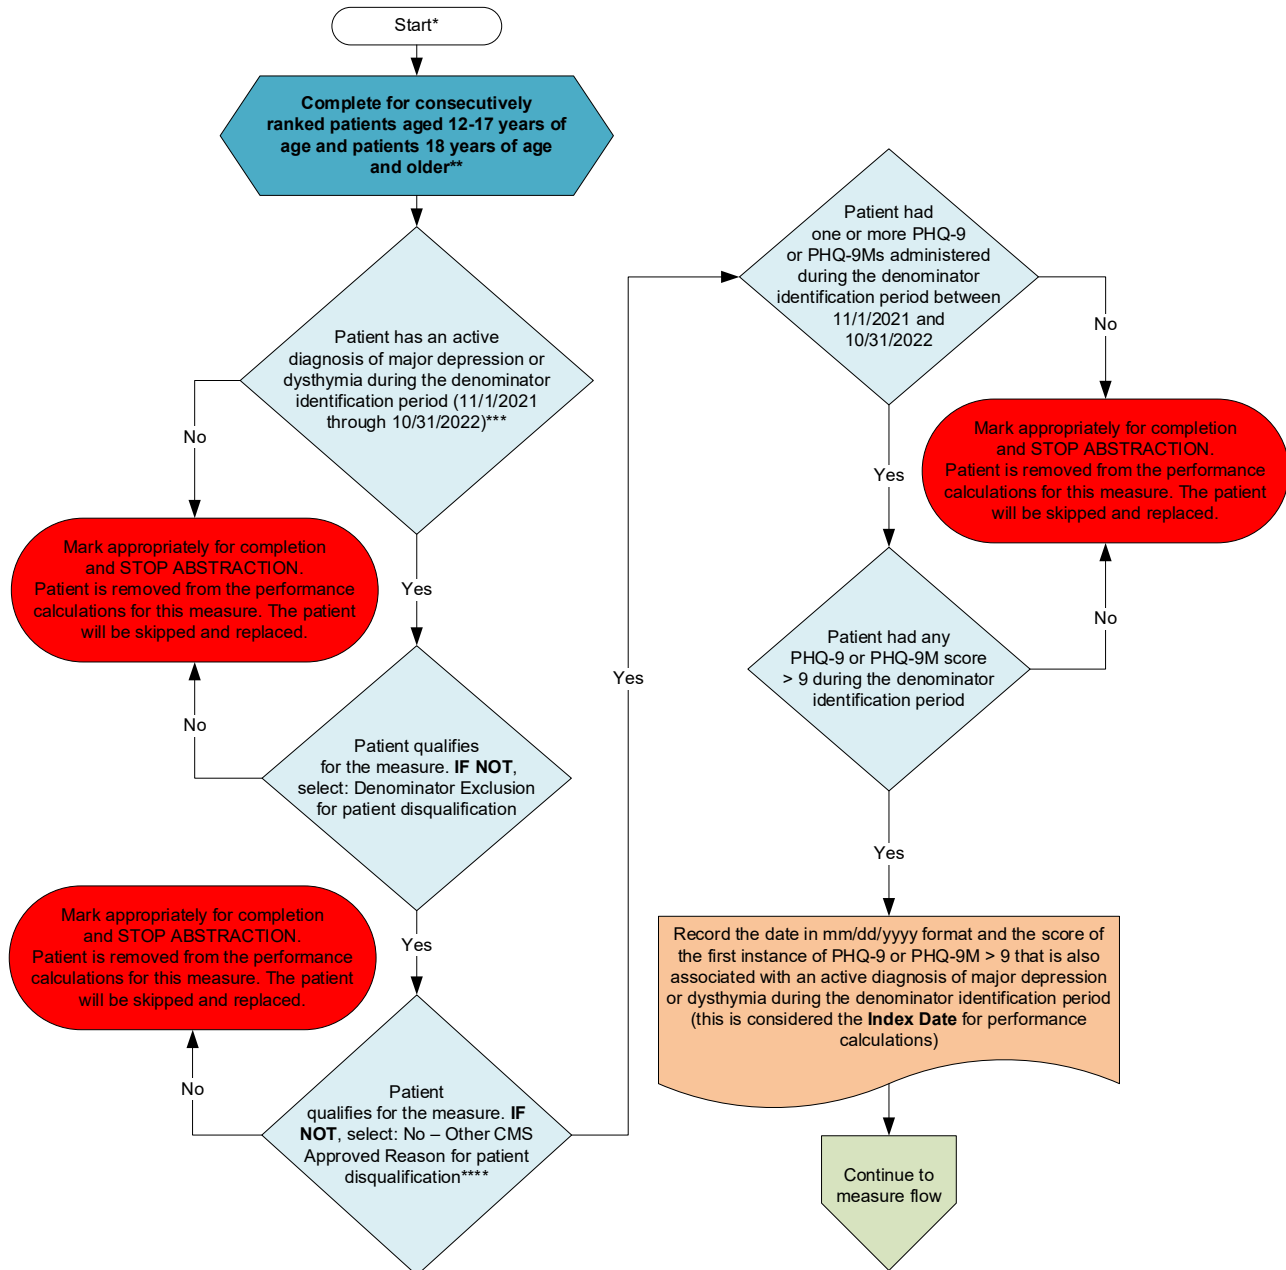 Start*
Complete for consecutively
ranked patients aged 12-17 years of
age and patients 18 years of age
and older**
Patient has an active
diagnosis of major depression or
dysthymia during the denominator
identification period (11/1/2021
through 10/31/2022)***
No
Mark appropriately for completion
and STOP ABSTRACTION.
Patient is removed from the performance
calculations for this measure. The patient
will be skipped and replaced.
Yes
No
Patient qualifies
for the measure. IF NOT,
select: Denominator Exclusion
for patient disqualification
Yes
Mark appropriately for completion
and STOP ABSTRACTION.
Patient is removed from the performance
calculations for this measure. The patient
will be skipped and replaced.
No
Patient
qualifies for the measure. IF
NOT, select: No – Other CMS
Approved Reason for patient
disqualification****
Yes
Patient had
one or more PHQ-9
or PHQ-9Ms administered
during the denominator
identification period between
11/1/2021 and
10/31/2022
No
Mark appropriately for completion
and STOP ABSTRACTION.
Patient is removed from the performance
calculations for this measure. The patient
will be skipped and replaced.
Yes
No
Patient had any
PHQ-9 or PHQ-9M score
> 9 during the denominator
identification period
Yes
Record the date in mm/dd/yyyy format and the score of
the first instance of PHQ-9 or PHQ-9M > 9 that is also
associated with an active diagnosis of major depression
or dysthymia during the denominator identification period
(this is considered the Index Date for performance
calculations)
Continue to
measure flow